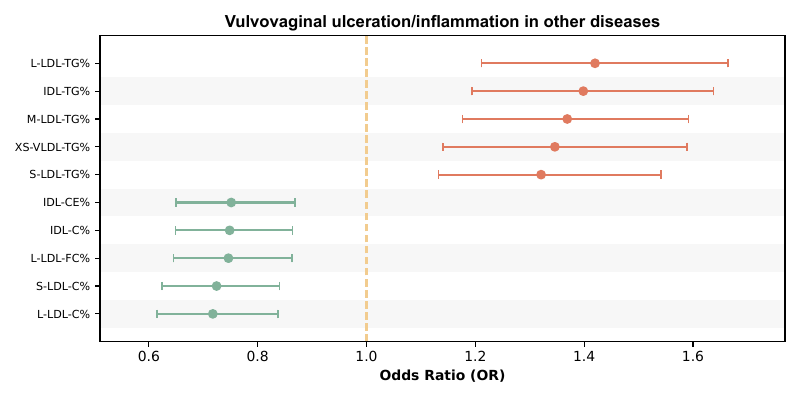 Vulvovaginal ulceration/inflammation in other diseases
L-LDL-TG%
IDL-TG%
M-LDL-TG%
XS-VLDL-TG%
S-LDL-TG%
IDL-CE%
IDL-C%
L-LDL-FC%
S-LDL-C%
L-LDL-C%
0.6 0.8 1.0 1.2 1.4 1.6
Odds Ratio (OR)